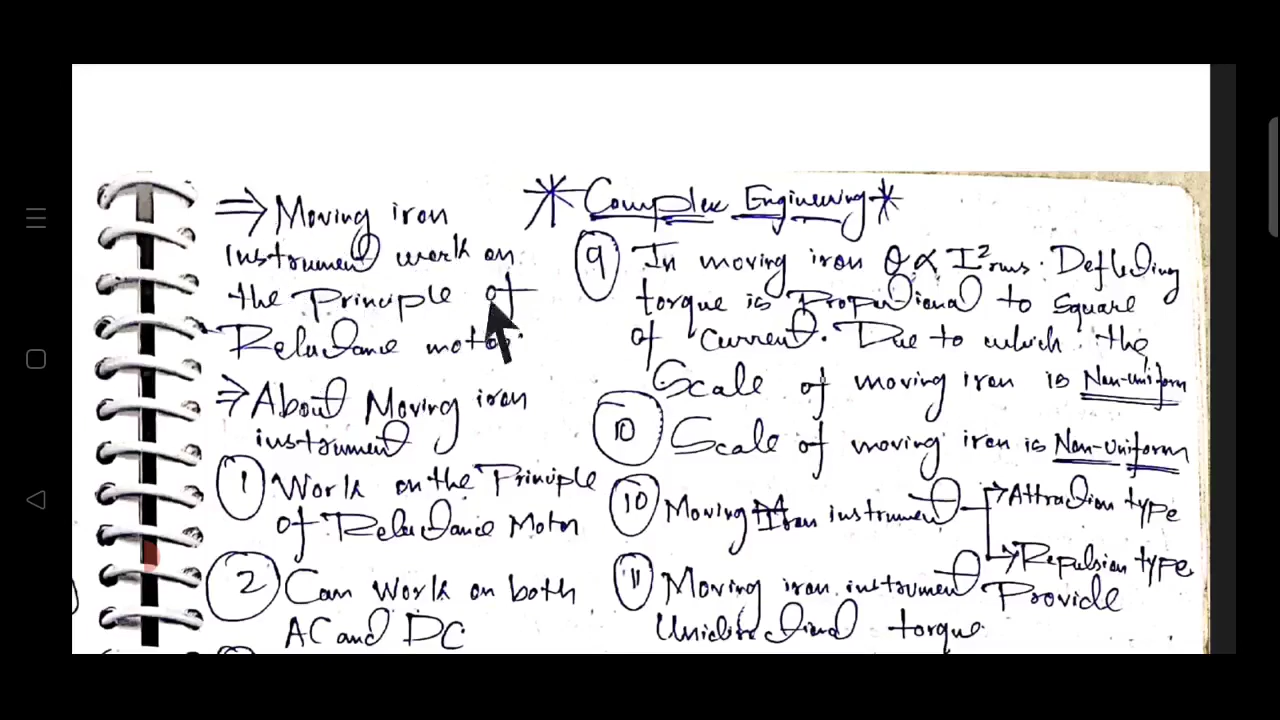 * Complex Engineering *
⇒ Moving iron
instrument work on
the Principle of
Reluctance motor.
⇒ About Moving iron
instrument
① Work on the Principle
of Reluctance Motor
② Can Work on both
AC and DC
⑨ In moving iron θ ∝ I²rms. Deflecting
torque is Proportional to square
of current. Due to which the
Scale of moving iron is Non-uniform
⑩ Scale of moving iron is Non-uniform
⑩ Moving Iron instrument → Attraction type
→ Repulsion type
⑪ Moving iron instrument Provide
Unidirectional torque.